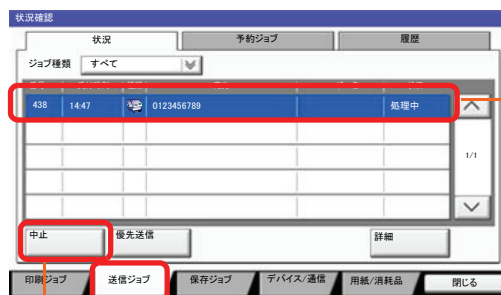 状況確認
状況 予約ジョブ 履歴
ジョブ種類 すべて
438 14:47 0123456789 処理中
1/1
中止 優先送信 詳細
印刷ジョブ 送信ジョブ 保存ジョブ デバイス/通信 用紙/消耗品 閉じる